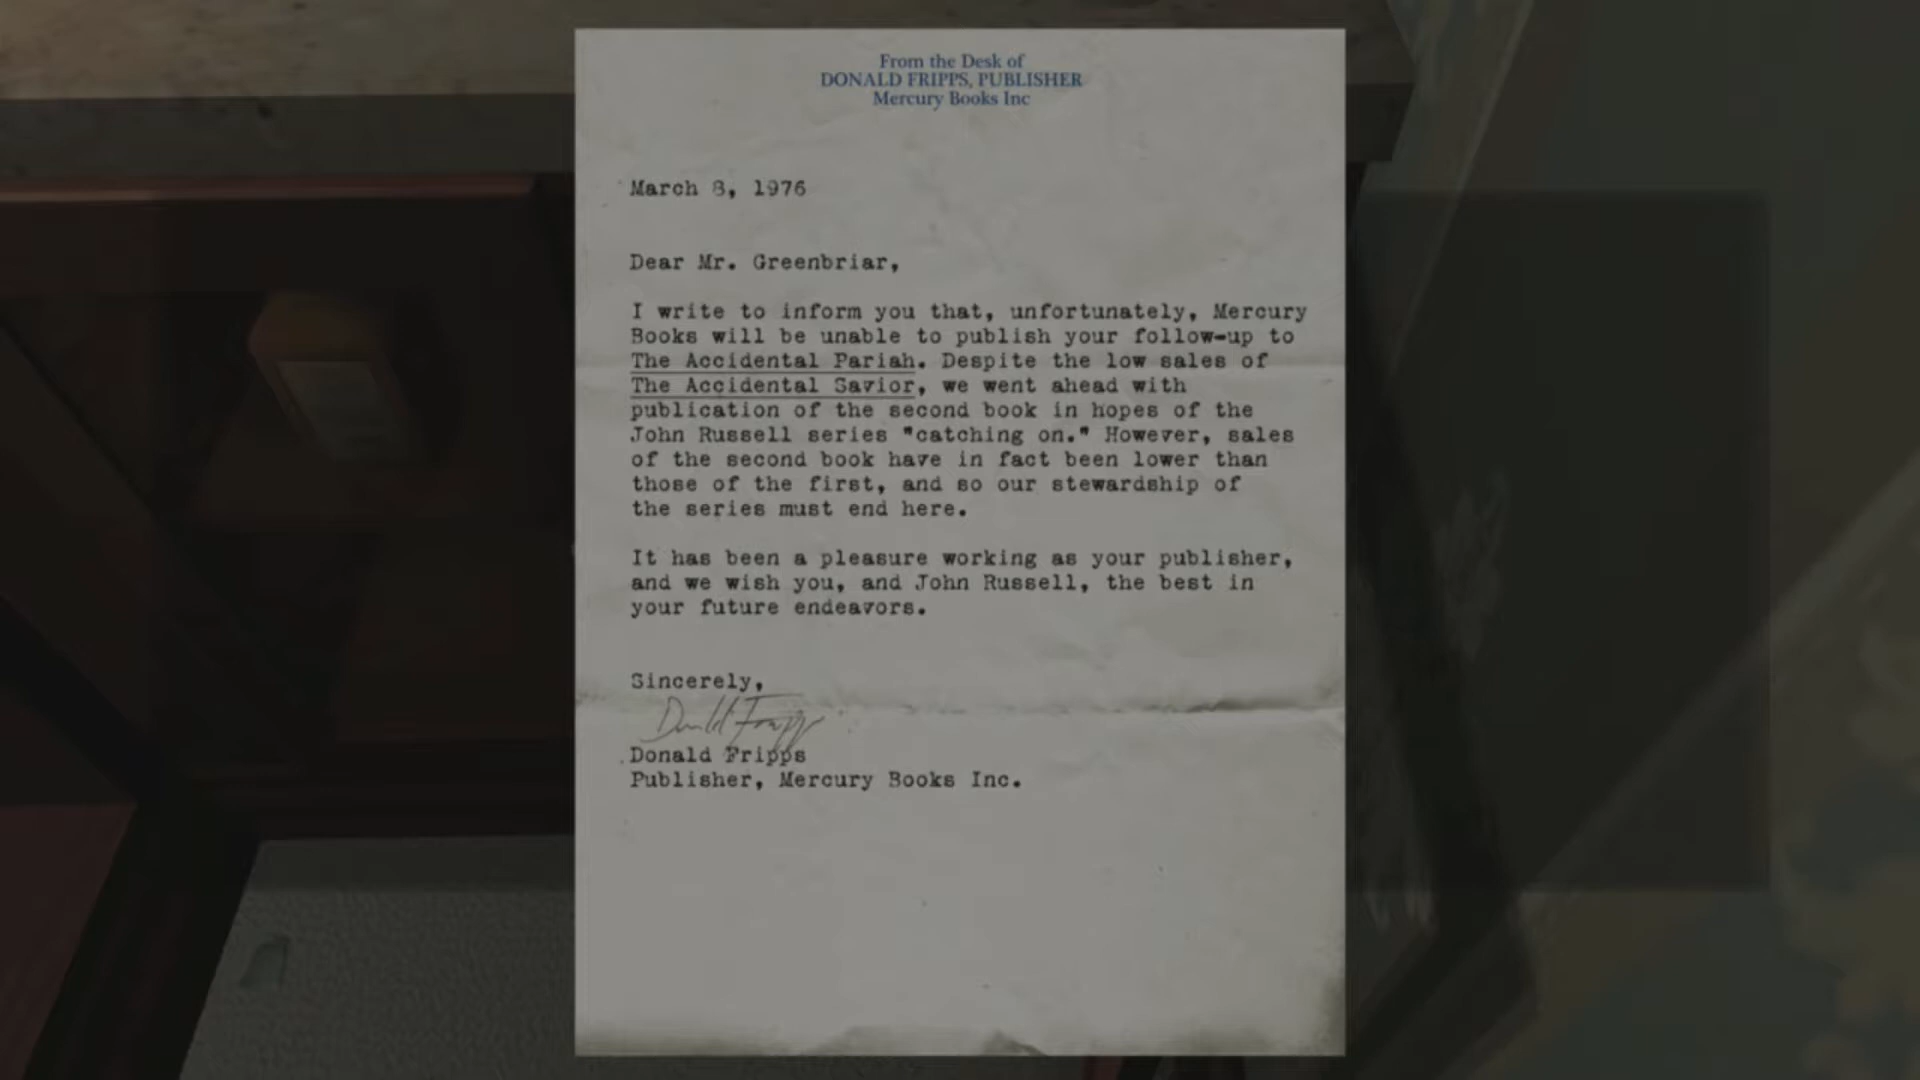 From the Desk of
DONALD FRIPPS, PUBLISHER
Mercury Books Inc
March 8, 1976
Dear Mr. Greenbriar,
I write to inform you that, unfortunately, Mercury
Books will be unable to publish your follow-up to
The Accidental Pariah. Despite the low sales of
The Accidental Savior, we went ahead with
publication of the second book in hopes of the
John Russell series "catching on." However, sales
of the second book have in fact been lower than
those of the first, and so our stewardship of
the series must end here.
It has been a pleasure working as your publisher,
and we wish you, and John Russell, the best in
your future endeavors.
Sincerely,
Donald Fripps
Donald Fripps
Publisher, Mercury Books Inc.